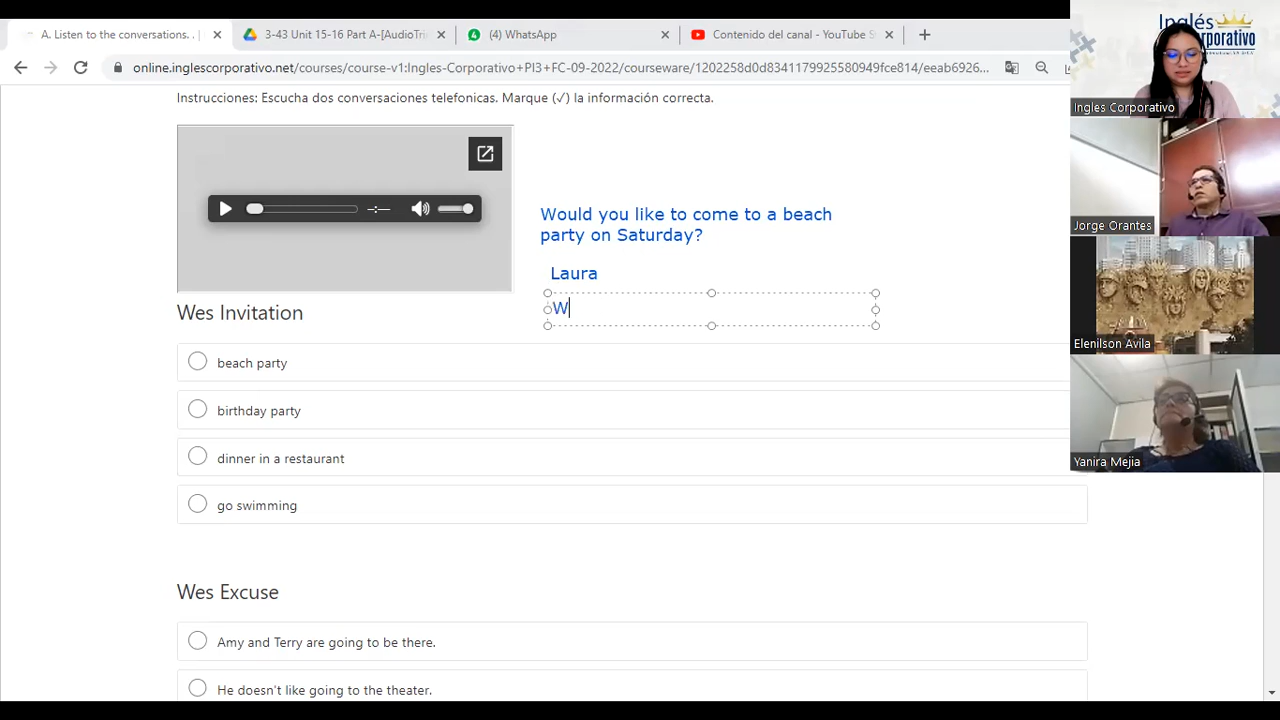 A. Listen to the conversations. .
3-43 Unit 15-16 Part A-[AudioTri
(4) WhatsApp
Contenido del canal - YouTube S
online.inglescorporativo.net/courses/course-v1:Ingles-Corporativo+PI3+FC-09-2022/courseware/1202258d0d8341179925580949fce814/eeab6926...
Instrucciones: Escucha dos conversaciones telefonicas. Marque (✓) la información correcta.
-:--
Would you like to come to a beach
party on Saturday?
Laura
W
Wes Invitation
beach party
birthday party
dinner in a restaurant
go swimming
Wes Excuse
Amy and Terry are going to be there.
He doesn't like going to the theater.
Inglés
Ingles Corporativo
Jorge Orantes
Elenilson Avila
Yanira Mejia